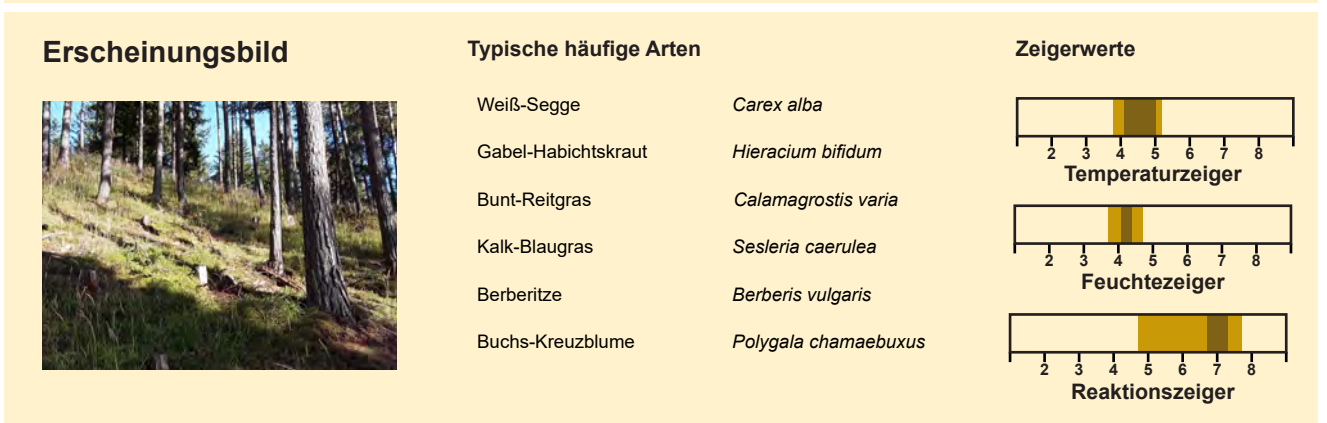 Erscheinungsbild
Typische häufige Arten
Weiß-Segge Carex alba
Gabel-Habichtskraut Hieracium bifidum
Bunt-Reitgras Calamagrostis varia
Kalk-Blaugras Sesleria caerulea
Berberitze Berberis vulgaris
Buchs-Kreuzblume Polygala chamaebuxus
Zeigerwerte
2 3 4 5 6 7 8
Temperaturzeiger
2 3 4 5 6 7 8
Feuchtezeiger
2 3 4 5 6 7 8
Reaktionszeiger